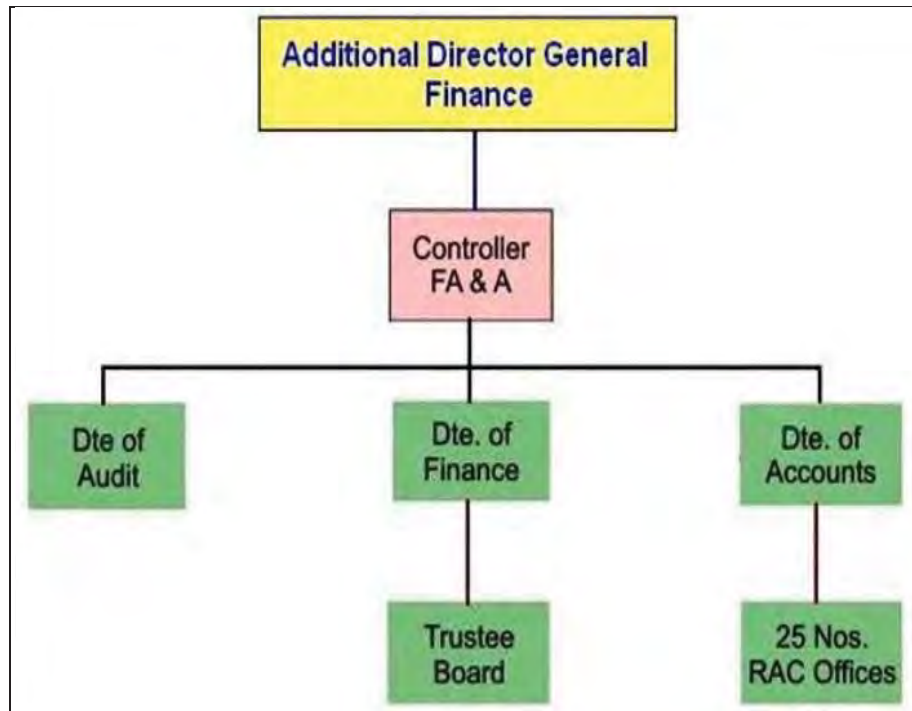 Additional Director General
Finance
Controller
FA & A
Dte of
Audit
Dte. of
Finance
Dte. of
Accounts
Trustee
Board
25 Nos.
RAC Offices